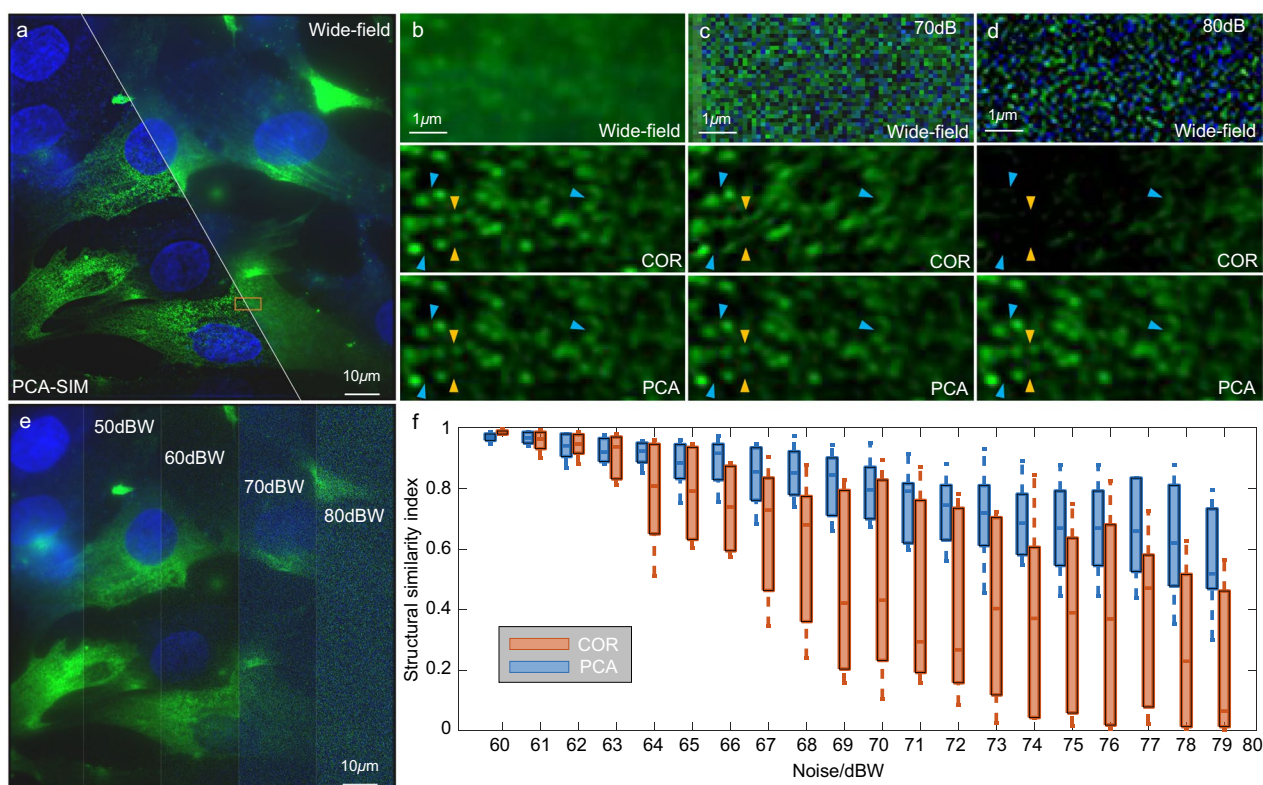 a
Wide-field
PCA-SIM
10μm
b
1μm
Wide-field
COR
PCA
c
70dB
1μm
Wide-field
COR
PCA
d
80dB
1μm
Wide-field
COR
PCA
e
50dBW
60dBW
70dBW
80dBW
10μm
f
Structural similarity index
1
0.8
0.6
0.4
0.2
0
COR
PCA
60 61 62 63 64 65 66 67 68 69 70 71 72 73 74 75 76 77 78 79 80
Noise/dBW